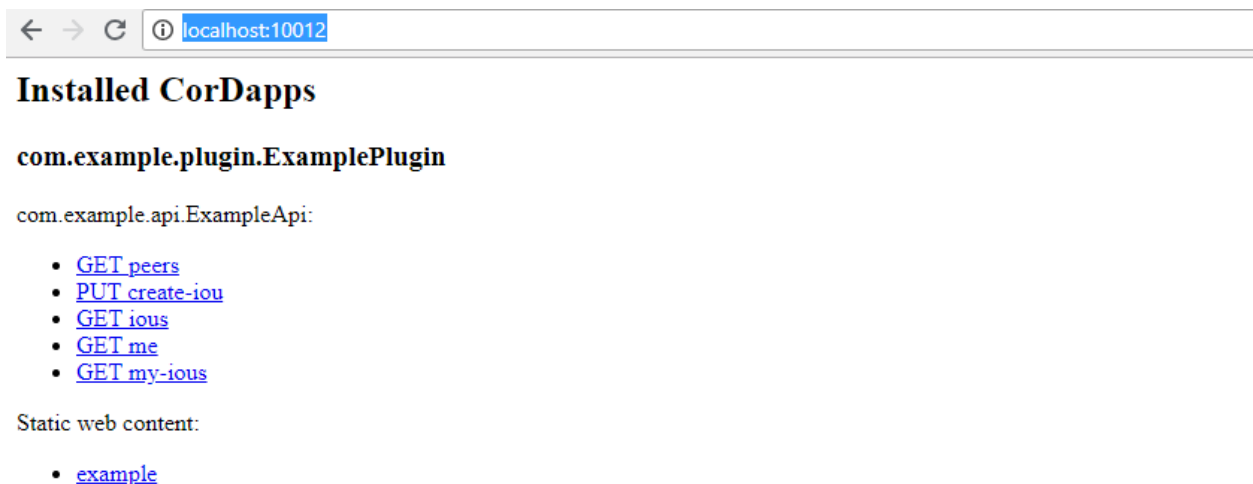 localhost:10012
Installed CorDapps
com.example.plugin.ExamplePlugin
com.example.api.ExampleApi:
GET peers
PUT create-iou
GET ious
GET me
GET my-ious
Static web content:
example